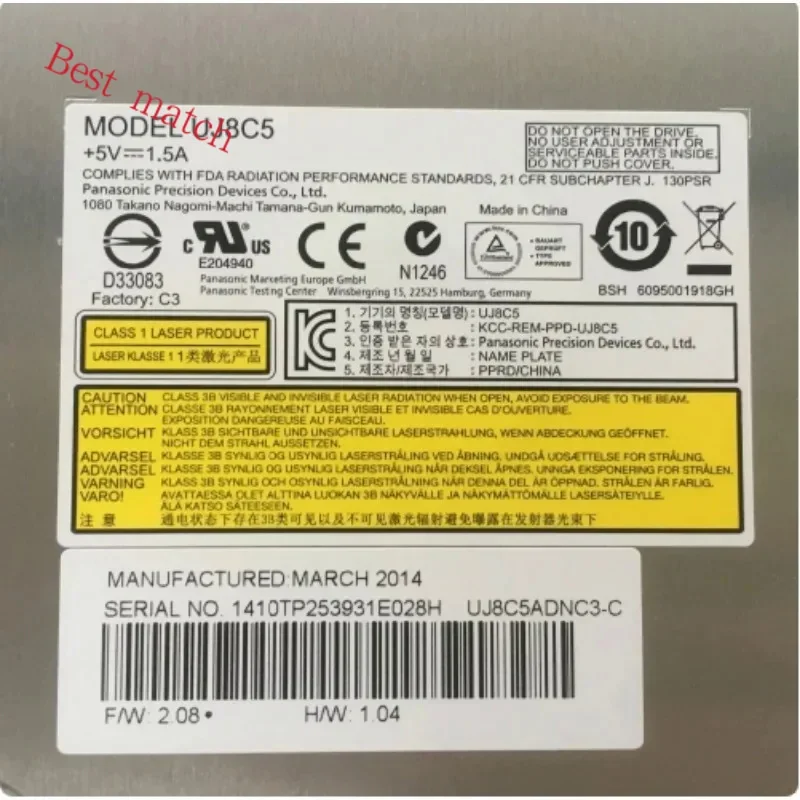 Best match
MODEL UJ8C5
+5V⎓1.5A
DO NOT OPEN THE DRIVE.
NO USER ADJUSTMENT OR
SERVICEABLE PARTS INSIDE.
DO NOT PUSH COVER.
COMPLIES WITH FDA RADIATION PERFORMANCE STANDARDS, 21 CFR SUBCHAPTER J. 130PSR
Panasonic Precision Devices Co., Ltd.
1080 Takano Nagomi-Machi Tamana-Gun Kumamoto, Japan
Made in China
D33083
Factory: C3
c RU US
E204940
CE
N1246
BAUART
GEPRUFT
TYPE
APPROVED
10
Panasonic Marketing Europe GmbH
Panasonic Testing Center Winsbergring 15, 22525 Hamburg, Germany
BSH 6095001918GH
CLASS 1 LASER PRODUCT
LASER KLASSE 1 1类激光产品
1. 기기의 명칭(모델명) : UJ8C5
2. 등록번호 : KCC-REM-PPD-UJ8C5
3. 인증 받은 자의 상호 : Panasonic Precision Devices Co., Ltd.
4. 제조 년 월 일 : NAME PLATE
5. 제조자/제조국가 : PPRD/CHINA
CAUTION CLASS 3B VISIBLE AND INVISIBLE LASER RADIATION WHEN OPEN, AVOID EXPOSURE TO THE BEAM.
ATTENTION CLASSE 3B RAYONNEMENT LASER VISIBLE ET INVISIBLE CAS D'OUVERTURE.
EXPOSITION DANGEREUSE AU FAISCEAU.
VORSICHT KLASSE 3B SICHTBARE UND UNSICHTBARE LASERSTRAHLUNG, WENN ABDECKUNG GEÖFFNET.
NICHT DEM STRAHL AUSSETZEN.
ADVARSEL KLASSE 3B SYNLIG OG USYNLIG LASERSTRÅLING VED ÅBNING. UNDGÅ UDSÆTTELSE FOR STRÅLING.
ADVARSEL KLASSE 3B SYNLIG OG USYNLIG LASERSTRÅLING NÅR DEKSEL ÅPNES. UNNGA EKSPONERING FOR STRÅLEN.
VARNING KLASS 3B SYNLIG OCH OSYNLIG LASERSTRÅLNING NÄR DENNA DEL ÄR ÖPPNAD. STRÅLEN ÄR FARLIG.
VARO! AVATTAESSA OLET ALTTIINA LUOKAN 3B NÄKYVÄLLE JA NÄKYMÄTTÖMÄLLE LASERSÄTEILYLLE.
ÄLÄ KATSO SÄTEESEEN.
注 意 通电状态下存在3B类可见以及不可见激光辐射避免曝露在发射器光束下
MANUFACTURED:MARCH 2014
SERIAL NO. 1410TP253931E028H UJ8C5ADNC3-C
F/W: 2.08• H/W: 1.04